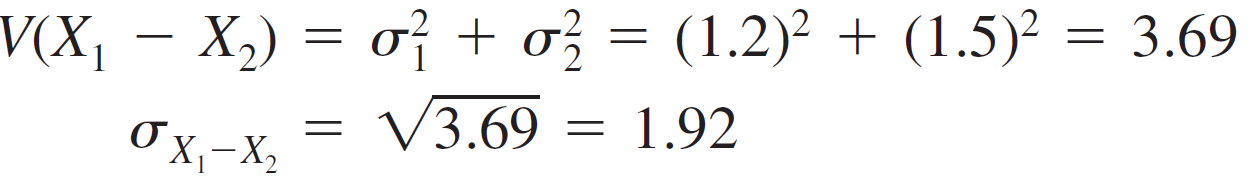 V(X₁ − X₂) = σ₁² + σ₂² = (1.2)² + (1.5)² = 3.69
σ_{X₁−X₂} = √3.69 = 1.92